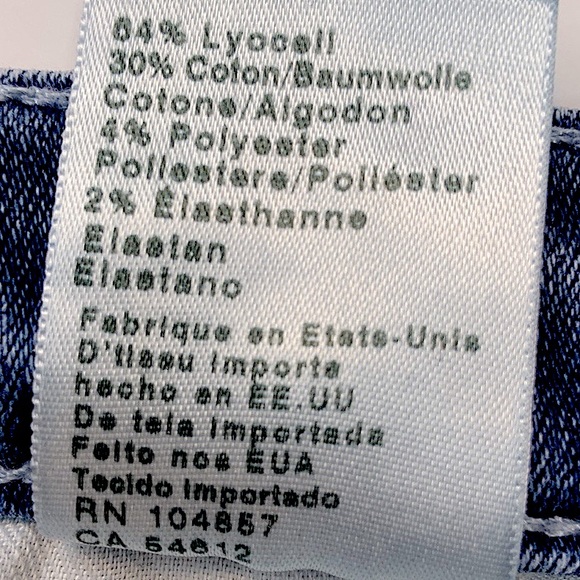 64% Lyocell
30% Coton/Baumwolle
Cotone/Algodon
4% Polyester
Poliestere/Poliéster
2% Élasthanne
Elastan
Elastano
Fabrique en Etats-Unis
D'tissu importe
hecho en EE.UU
De tela importada
Feito nos EUA
Tecido importado
RN 104867
CA 54612